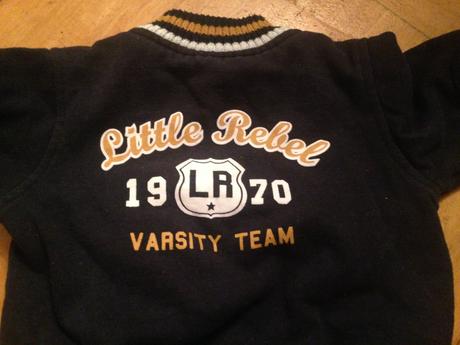 Little Rebel
19 LR 70
VARSITY TEAM